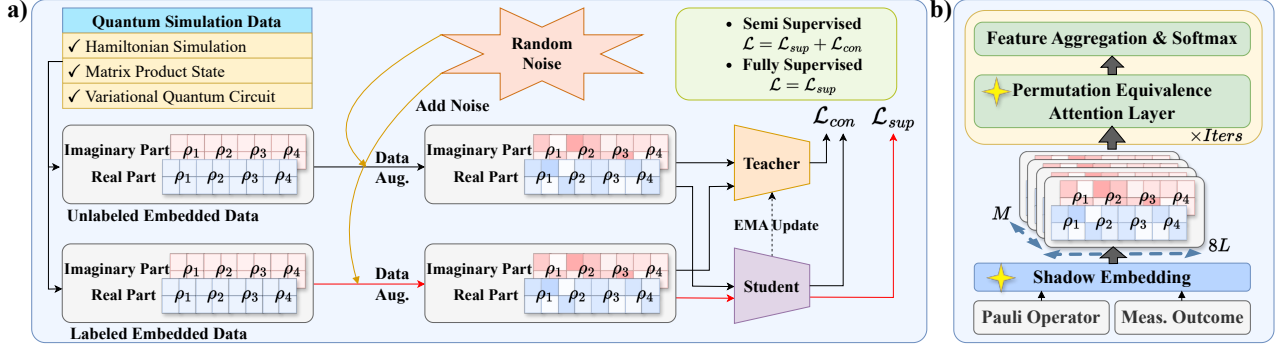 a)
Quantum Simulation Data
✓ Hamiltonian Simulation
✓ Matrix Product State
✓ Variational Quantum Circuit
Random
Noise
Add Noise
• Semi Supervised
ℒ = ℒ_sup + ℒ_con
• Fully Supervised
ℒ = ℒ_sup
Imaginary Part
ρ1 ρ2 ρ3 ρ4
Real Part
ρ1 ρ2 ρ3 ρ4
Unlabeled Embedded Data
Data
Aug.
Imaginary Part
ρ1 ρ2 ρ3 ρ4
Real Part
ρ1 ρ2 ρ3 ρ4
Teacher
ℒ_con
ℒ_sup
EMA Update
Imaginary Part
ρ1 ρ2 ρ3 ρ4
Real Part
ρ1 ρ2 ρ3 ρ4
Labeled Embedded Data
Data
Aug.
Imaginary Part
ρ1 ρ2 ρ3 ρ4
Real Part
ρ1 ρ2 ρ3 ρ4
Student
b)
Feature Aggregation & Softmax
Permutation Equivalence
Attention Layer
×Iters
ρ1 ρ2 ρ3 ρ4
ρ1 ρ2 ρ3 ρ4
M
8L
Shadow Embedding
Pauli Operator
Meas. Outcome